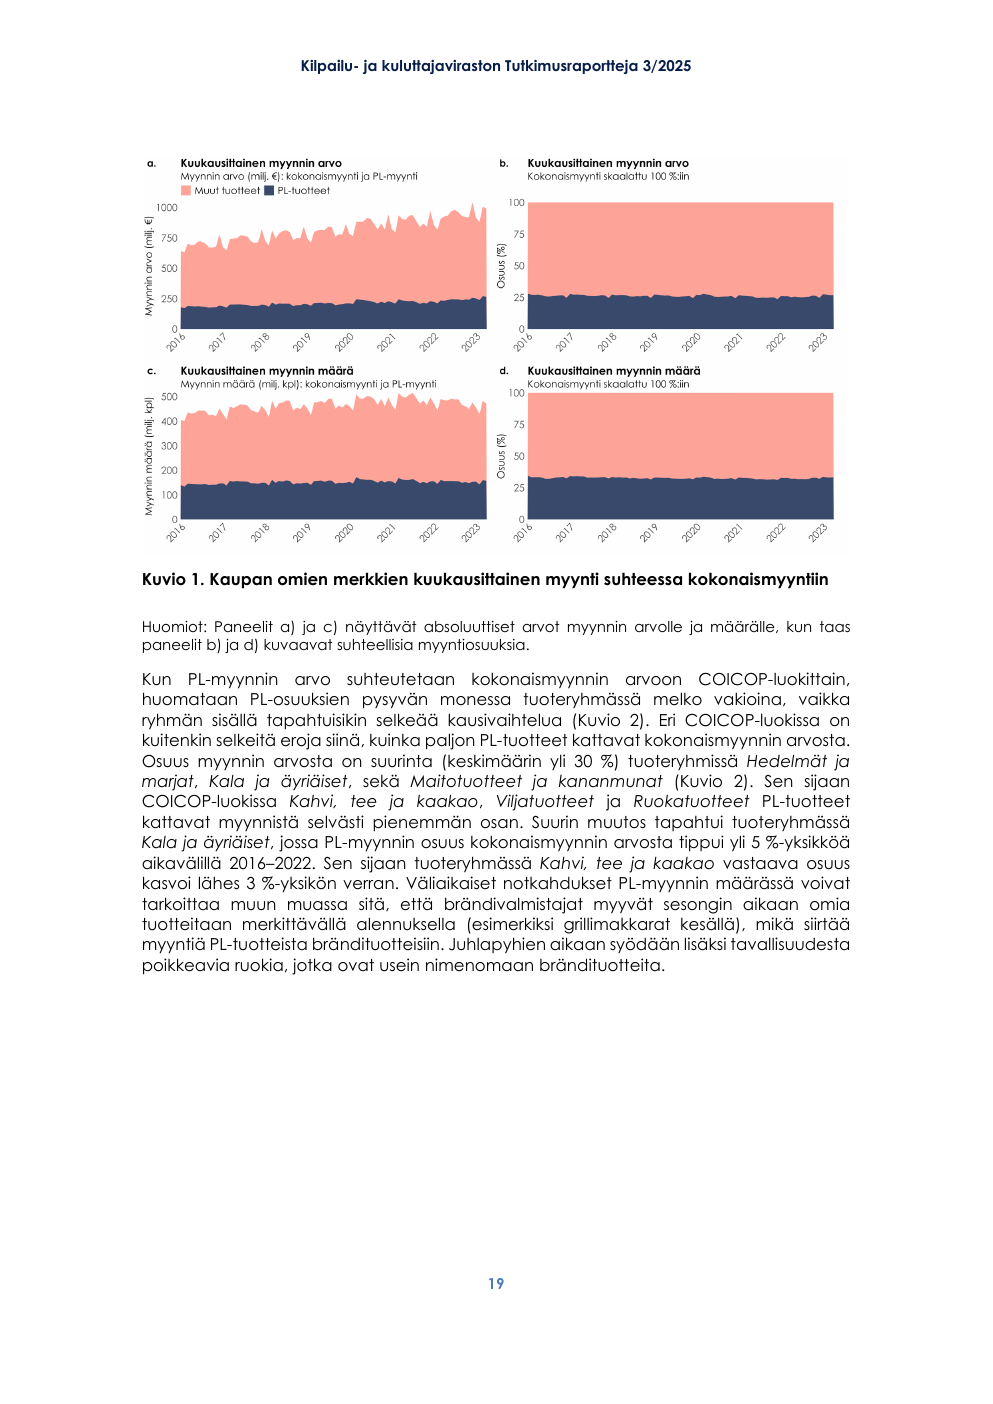 Kilpailu- ja kuluttajaviraston Tutkimusraportteja 3/2025
a. Kuukausittainen myynnin arvo
Myynnin arvo (milj. €): kokonaismyynti ja PL-myynti
Muut tuotteet PL-tuotteet
Myynnin arvo (milj. €)
1000
750
500
250
0
2016 2017 2018 2019 2020 2021 2022 2023
b. Kuukausittainen myynnin arvo
Kokonaismyynti skaalattu 100 %:iin
Osuus (%)
100
75
50
25
0
2016 2017 2018 2019 2020 2021 2022 2023
c. Kuukausittainen myynnin määrä
Myynnin määrä (milj. kpl): kokonaismyynti ja PL-myynti
Myynnin määrä (milj. kpl)
500
400
300
200
100
0
2016 2017 2018 2019 2020 2021 2022 2023
d. Kuukausittainen myynnin määrä
Kokonaismyynti skaalattu 100 %:iin
Osuus (%)
100
75
50
25
0
2016 2017 2018 2019 2020 2021 2022 2023
Kuvio 1. Kaupan omien merkkien kuukausittainen myynti suhteessa kokonaismyyntiin
Huomiot: Paneelit a) ja c) näyttävät absoluuttiset arvot myynnin arvolle ja määrälle, kun taas
paneelit b) ja d) kuvaavat suhteellisia myyntiosuuksia.
Kun PL-myynnin arvo suhteutetaan kokonaismyynnin arvoon COICOP-luokittain,
huomataan PL-osuuksien pysyvän monessa tuoteryhmässä melko vakioina, vaikka
ryhmän sisällä tapahtuisikin selkeää kausivaihtelua (Kuvio 2). Eri COICOP-luokissa on
kuitenkin selkeitä eroja siinä, kuinka paljon PL-tuotteet kattavat kokonaismyynnin arvosta.
Osuus myynnin arvosta on suurinta (keskimäärin yli 30 %) tuoteryhmissä Hedelmät ja
marjat, Kala ja äyriäiset, sekä Maitotuotteet ja kananmunat (Kuvio 2). Sen sijaan
COICOP-luokissa Kahvi, tee ja kaakao, Viljatuotteet ja Ruokatuotteet PL-tuotteet
kattavat myynnistä selvästi pienemmän osan. Suurin muutos tapahtui tuoteryhmässä
Kala ja äyriäiset, jossa PL-myynnin osuus kokonaismyynnin arvosta tippui yli 5 %-yksikköä
aikavälillä 2016–2022. Sen sijaan tuoteryhmässä Kahvi, tee ja kaakao vastaava osuus
kasvoi lähes 3 %-yksikön verran. Väliaikaiset notkahdukset PL-myynnin määrässä voivat
tarkoittaa muun muassa sitä, että brändivalmistajat myyvät sesongin aikaan omia
tuotteitaan merkittävällä alennuksella (esimerkiksi grillimakkarat kesällä), mikä siirtää
myyntiä PL-tuotteista brändituotteisiin. Juhlapyhien aikaan syödään lisäksi tavallisuudesta
poikkeavia ruokia, jotka ovat usein nimenomaan brändituotteita.
19